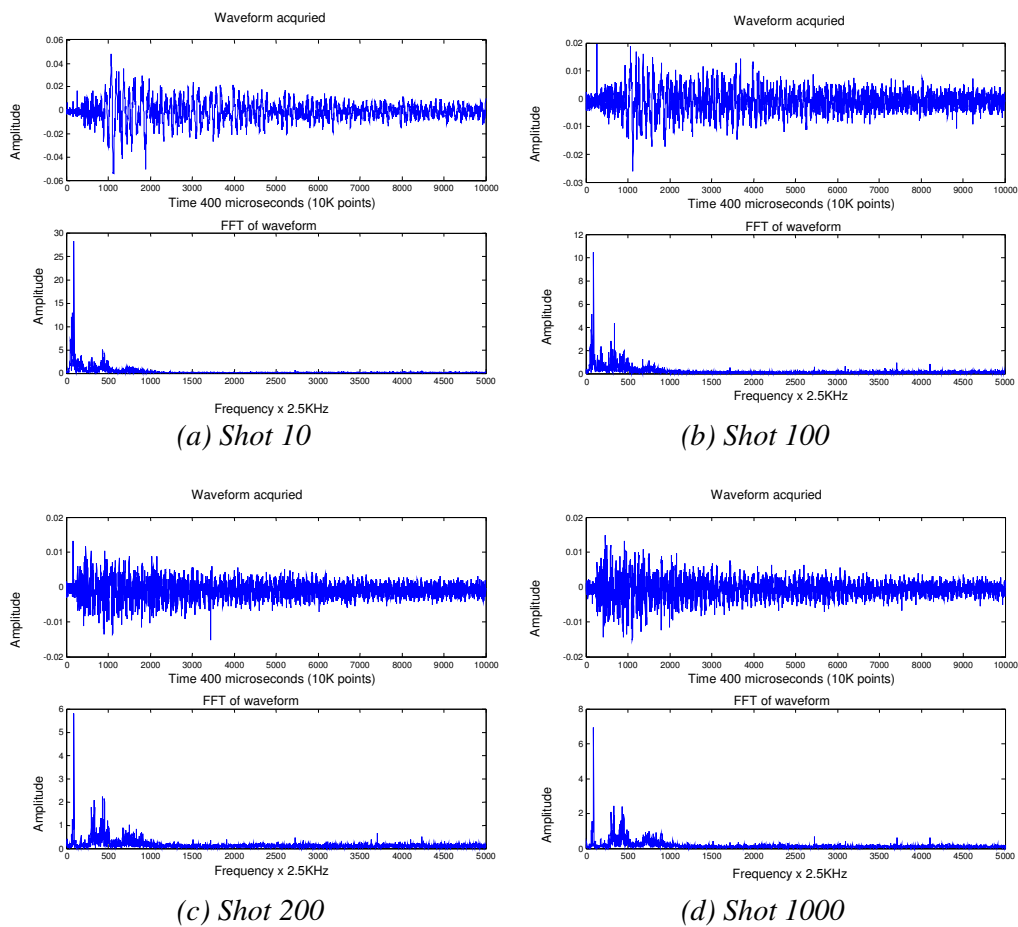 Waveform acquried
Amplitude
0.06
0.04
0.02
0
-0.02
-0.04
-0.06
0 1000 2000 3000 4000 5000 6000 7000 8000 9000 10000
Time 400 microseconds (10K points)
FFT of waveform
Amplitude
30
25
20
15
10
5
0
0 500 1000 1500 2000 2500 3000 3500 4000 4500 5000
Frequency x 2.5KHz
(a) Shot 10
Waveform acquried
Amplitude
0.02
0.01
0
-0.01
-0.02
-0.03
0 1000 2000 3000 4000 5000 6000 7000 8000 9000 10000
Time 400 microseconds (10K points)
FFT of waveform
Amplitude
12
10
8
6
4
2
0
0 500 1000 1500 2000 2500 3000 3500 4000 4500 5000
Frequency x 2.5KHz
(b) Shot 100
Waveform acquried
Amplitude
0.02
0.01
0
-0.01
-0.02
0 1000 2000 3000 4000 5000 6000 7000 8000 9000 10000
Time 400 microseconds (10K points)
FFT of waveform
Amplitude
6
5
4
3
2
1
0
0 500 1000 1500 2000 2500 3000 3500 4000 4500 5000
Frequency x 2.5KHz
(c) Shot 200
Waveform acquried
Amplitude
0.02
0.01
0
-0.01
-0.02
0 1000 2000 3000 4000 5000 6000 7000 8000 9000 10000
Time 400 microseconds (10K points)
FFT of waveform
Amplitude
8
6
4
2
0
0 500 1000 1500 2000 2500 3000 3500 4000 4500 5000
Frequency x 2.5KHz
(d) Shot 1000